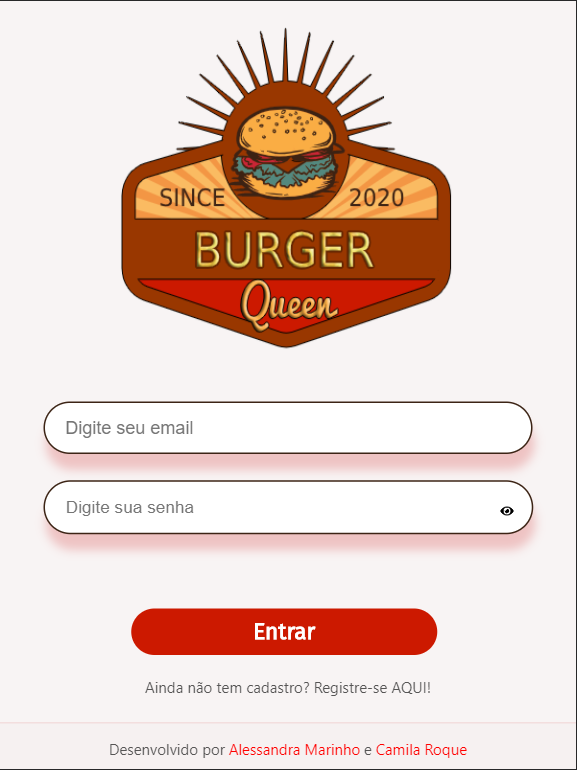 SINCE 2020
BURGER
Queen
Digite seu email
Digite sua senha
Entrar
Ainda não tem cadastro? Registre-se AQUI!
Desenvolvido por Alessandra Marinho e Camila Roque